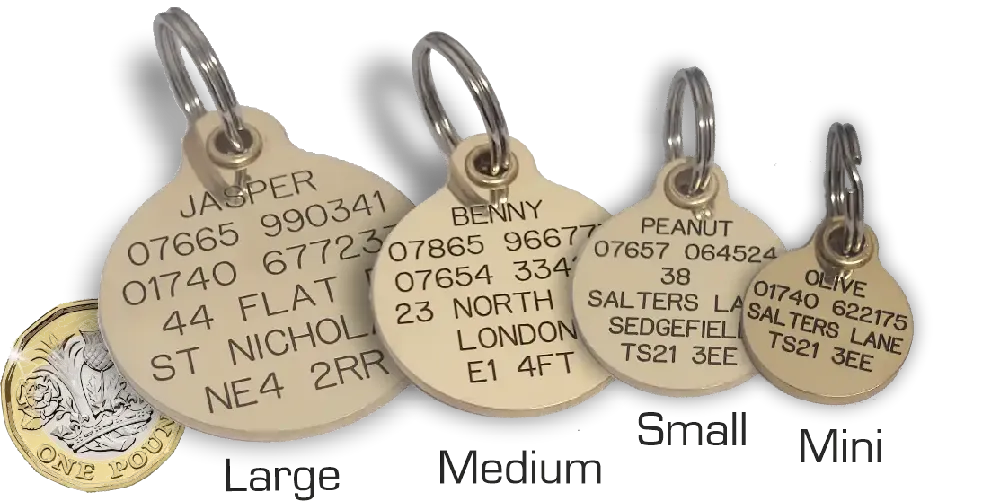 JASPER
07665 990341
01740 67723
44 FLAT
ST NICHOL
NE4 2RR
Large
BENNY
07865 96677
07654 334
23 NORTH
LONDON
E1 4FT
Medium
PEANUT
07657 064524
38
SALTERS LA
SEDGEFIEL
TS21 3EE
Small
OLIVE
01740 622175
SALTERS LANE
TS21 3EE
Mini
ONE POUN